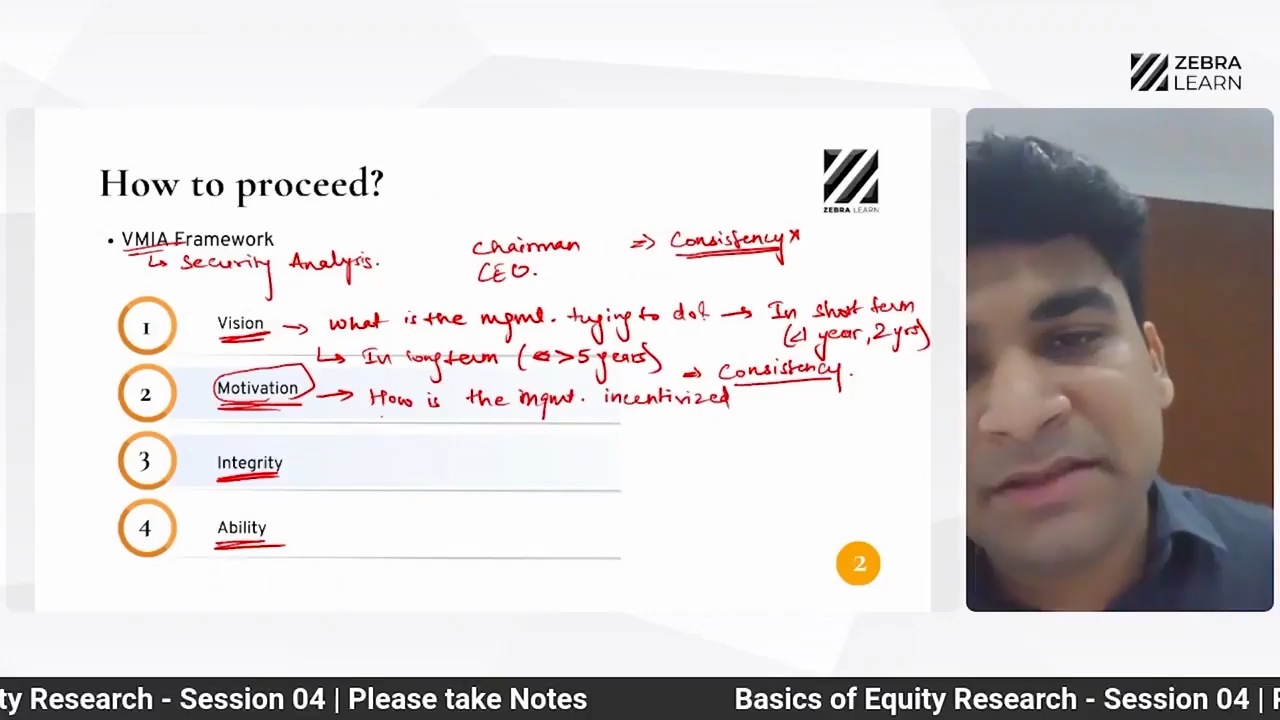 ZEBRA
LEARN
How to proceed?
ZEBRA LEARN
• VMIA Framework
↳ Security Analysis.
Chairman ⇒ Consistency*
CEO.
1 Vision → What is the mgmt. trying to do? → In short term
(<1 year, 2 yrs)
↳ In long term (>5 years)
⇒ Consistency.
2 Motivation → How is the mgmt. incentivized
3 Integrity
4 Ability
2
ty Research - Session 04 | Please take Notes Basics of Equity Research - Session 04 | P